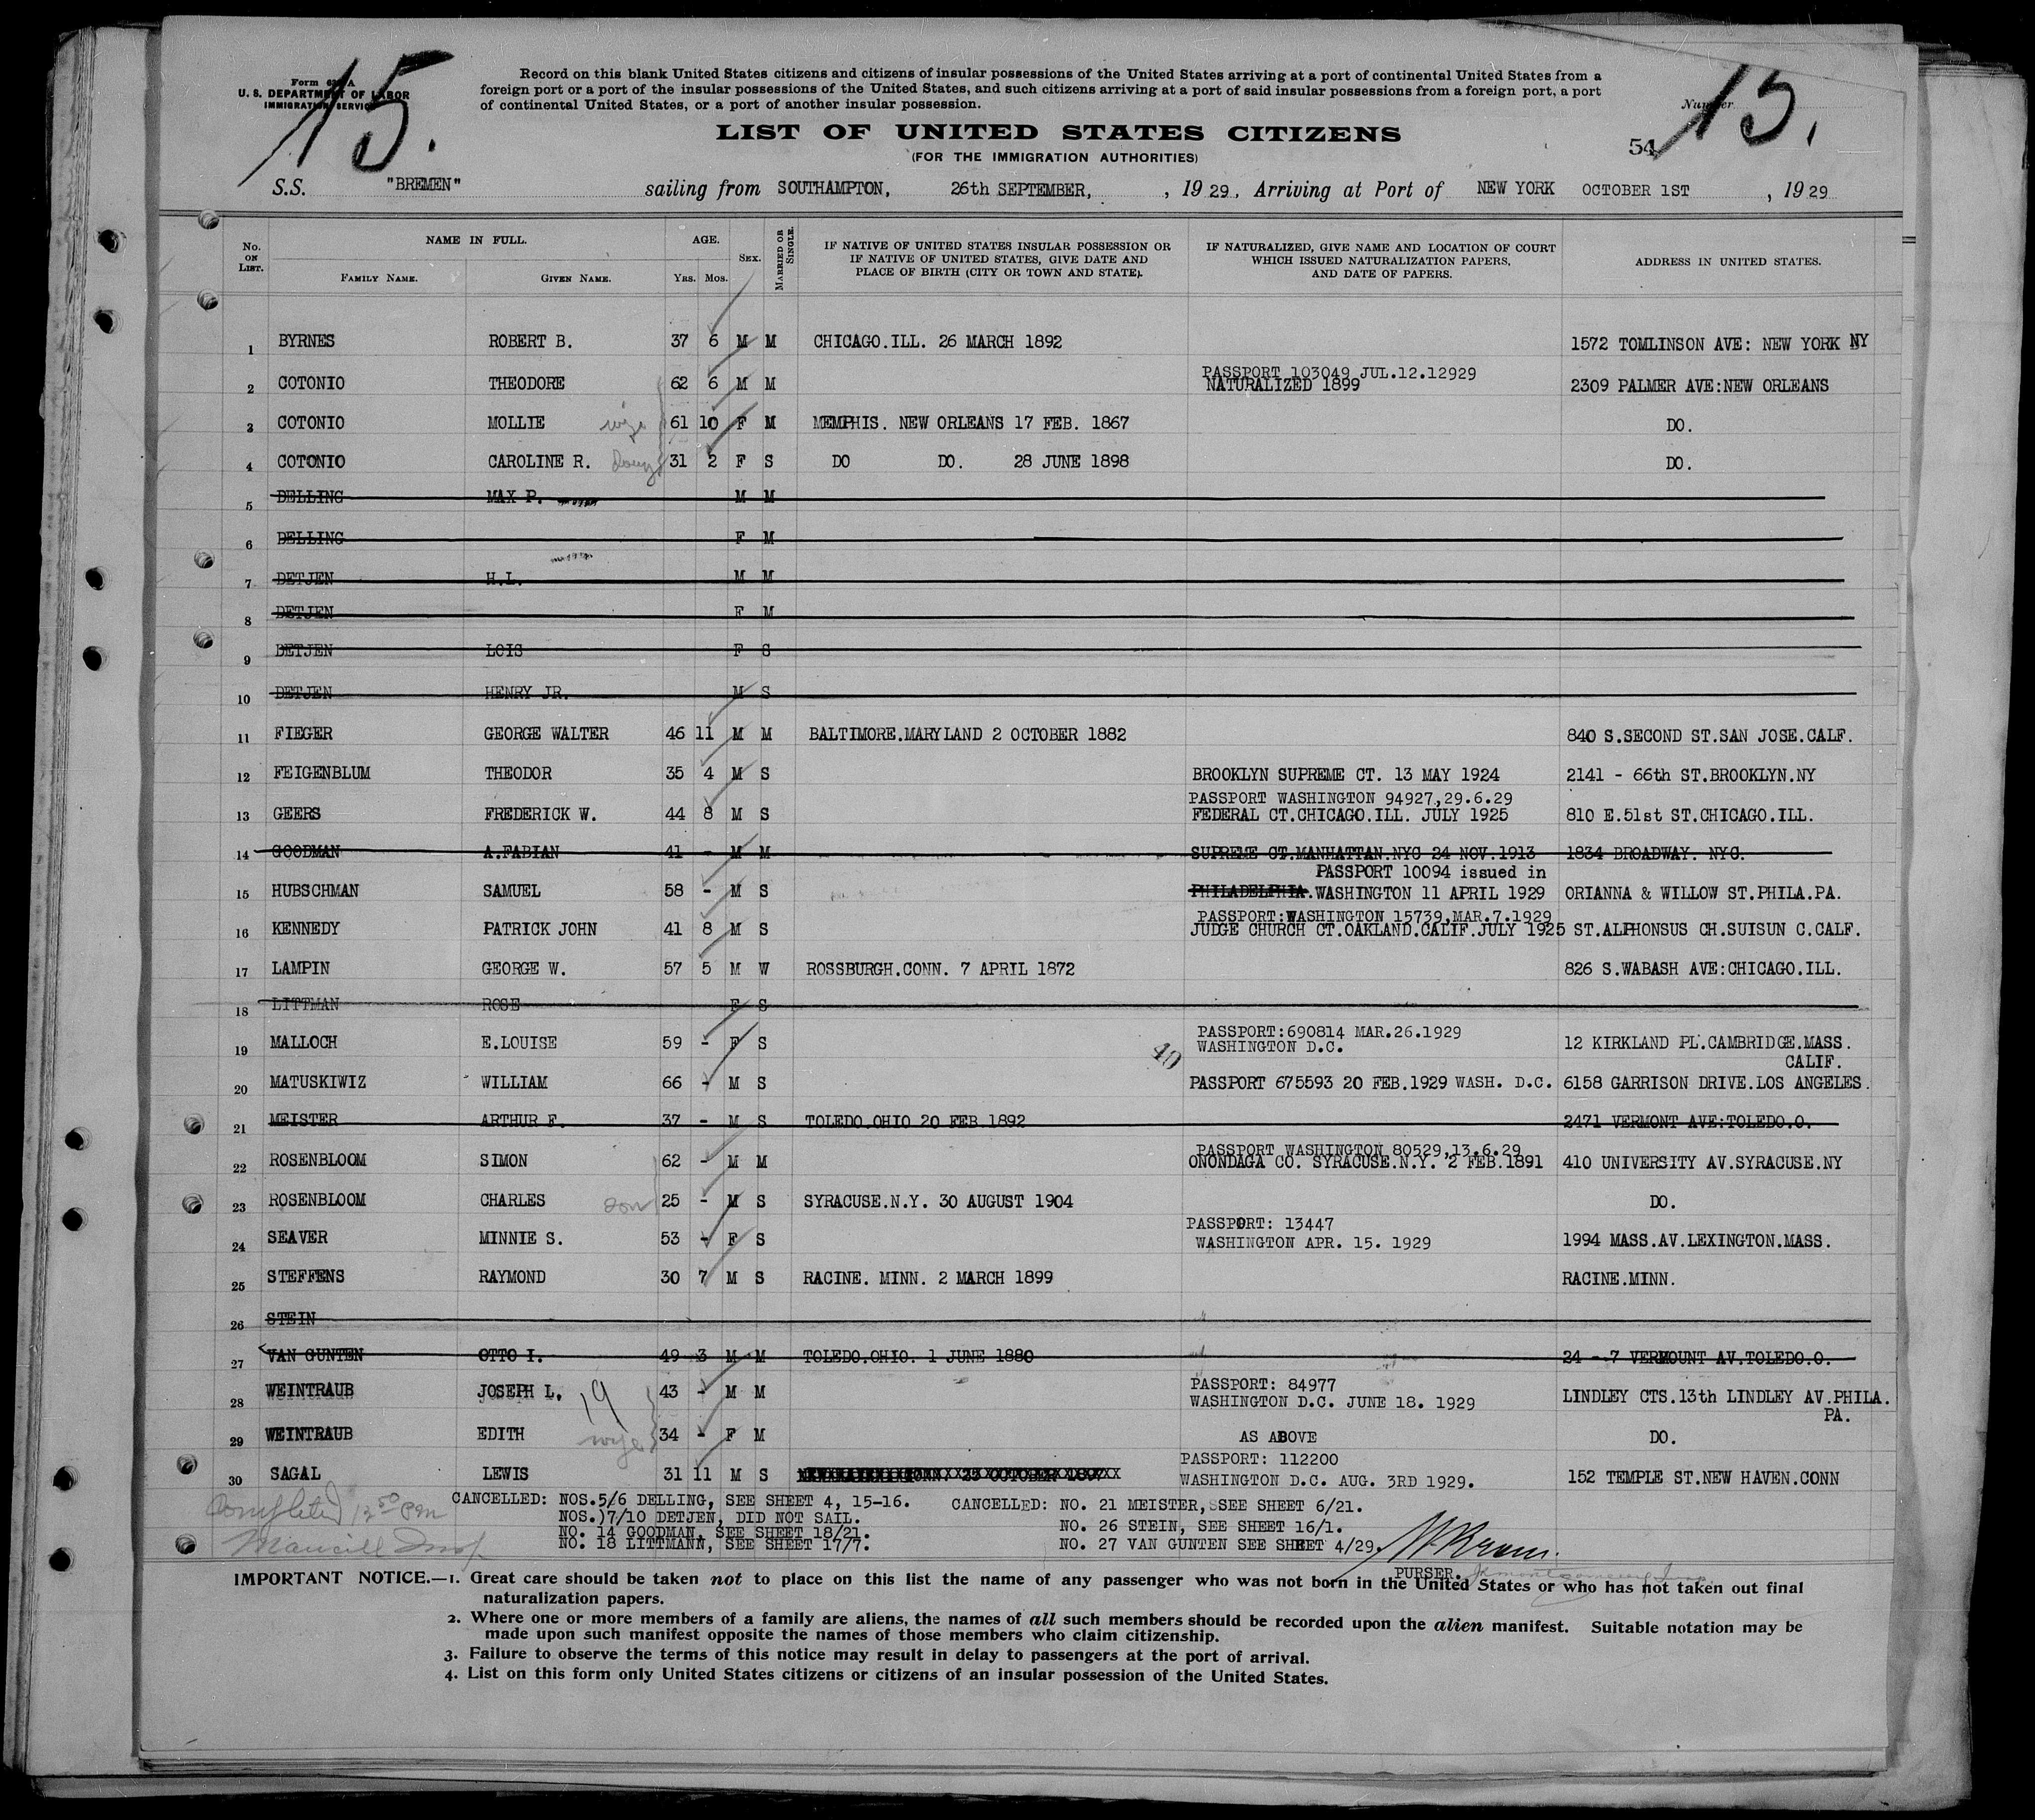 15.
15.
Form
U. S. DEPARTMENT OF LABOR
IMMIGRATION SERVICE
Record on this blank United States citizens and citizens of insular possessions of the United States arriving at a port of continental United States from a
foreign port or a port of the insular possessions of the United States, and such citizens arriving at a port of said insular possessions from a foreign port, a port
of continental United States, or a port of another insular possession.
Number
LIST OF UNITED STATES CITIZENS
(FOR THE IMMIGRATION AUTHORITIES)
54
S.S. "BREMEN" sailing from SOUTHAMPTON, 26th SEPTEMBER, , 1929, Arriving at Port of NEW YORK OCTOBER 1ST , 1929
No. ON LIST. NAME IN FULL. FAMILY NAME. GIVEN NAME. AGE. YRS. MOS. SEX. MARRIED OR SINGLE. IF NATIVE OF UNITED STATES INSULAR POSSESSION OR IF NATIVE OF UNITED STATES, GIVE DATE AND PLACE OF BIRTH (CITY OR TOWN AND STATE). IF NATURALIZED, GIVE NAME AND LOCATION OF COURT WHICH ISSUED NATURALIZATION PAPERS, AND DATE OF PAPERS. ADDRESS IN UNITED STATES.
1 BYRNES ROBERT B. 37 6 M M CHICAGO.ILL. 26 MARCH 1892 1572 TOMLINSON AVE: NEW YORK NY
PASSPORT 103049 JUL.12.12929
2 COTONIO THEODORE 62 6 M M NATURALIZED 1899 2309 PALMER AVE:NEW ORLEANS
3 COTONIO MOLLIE wife 61 10 F M MEMPHIS. NEW ORLEANS 17 FEB. 1867 DO.
4 COTONIO CAROLINE R. 31 2 F S DO DO. 28 JUNE 1898 DO.
5 DELLING MAX P. M M
6 DELLING F M
7 DETJEN H.L. M M
8 DETJEN F M
9 DETJEN LOIS F S
10 DETJEN HENRY JR. M S
11 FIEGER GEORGE WALTER 46 11 M M BALTIMORE.MARYLAND 2 OCTOBER 1882 840 S.SECOND ST.SAN JOSE.CALF.
12 FEIGENBLUM THEODOR 35 4 M S BROOKLYN SUPREME CT. 13 MAY 1924 2141 - 66th ST.BROOKLYN.NY
PASSPORT WASHINGTON 94927,29.6.29
13 GEERS FREDERICK W. 44 8 M S FEDERAL CT.CHICAGO.ILL. JULY 1925 810 E.51st ST.CHICAGO.ILL.
14 GOODMAN A.FABIAN 41 - M M SUPREME CT.MANHATTAN.NYC 24 NOV.1913 1834 BROADWAY. NYC.
PASSPORT 10094 issued in
15 HUBSCHMAN SAMUEL 58 - M S PHILADELPHIA.WASHINGTON 11 APRIL 1929 ORIANNA & WILLOW ST.PHILA.PA.
PASSPORT:WASHINGTON 15739,MAR.7.1929
16 KENNEDY PATRICK JOHN 41 8 M S JUDGE CHURCH CT.OAKLAND.CALIF.JULY 1925 ST.ALPHONSUS CH.SUISUN C.CALF.
17 LAMPIN GEORGE W. 57 5 M W ROSSBURGH.CONN. 7 APRIL 1872 826 S.WABASH AVE:CHICAGO.ILL.
18 LITTMAN ROSE F S
PASSPORT:690814 MAR.26.1929
19 MALLOCH E.LOUISE 59 - F S WASHINGTON D.C. 12 KIRKLAND PL.CAMBRIDGE.MASS.
40
CALIF.
20 MATUSKIWIZ WILLIAM 66 - M S PASSPORT 675593 20 FEB.1929 WASH. D.C. 6158 GARRISON DRIVE.LOS ANGELES.
21 MEISTER ARTHUR F. 37 - M S TOLEDO.OHIO 20 FEB 1892 2471 VERMONT AVE:TOLEDO.O.
PASSPORT WASHINGTON 80529,13.6.29
22 ROSENBLOOM SIMON 62 - M M ONONDAGA CO. SYRACUSE.N.Y. 2 FEB.1891 410 UNIVERSITY AV.SYRACUSE.NY
23 ROSENBLOOM CHARLES son 25 - M S SYRACUSE.N.Y. 30 AUGUST 1904 DO.
PASSPORT: 13447
24 SEAVER MINNIE S. 53 - F S WASHINGTON APR. 15. 1929 1994 MASS.AV.LEXINGTON.MASS.
25 STEFFENS RAYMOND 30 7 M S RACINE. MINN. 2 MARCH 1899 RACINE.MINN.
26 STEIN
27 VAN GUNTEN OTTO I. 49 3 M M TOLEDO.OHIO. 1 JUNE 1880 24 - 7 VERMOUNT AV.TOLEDO.O.
PASSPORT: 84977
28 WEINTRAUB JOSEPH L. 19 43 - M M WASHINGTON D.C. JUNE 18. 1929 LINDLEY CTS.13th LINDLEY AV.PHILA.
PA.
29 WEINTRAUB EDITH wife 34 - F M AS ABOVE DO.
PASSPORT: 112200
30 SAGAL LEWIS 31 11 M S WASHINGTON D.C. AUG. 3RD 1929. 152 TEMPLE ST.NEW HAVEN.CONN
Completed 12 50 PM
CANCELLED: NOS.5/6 DELLING, SEE SHEET 4, 15-16.
NOS.)7/10 DETJEN, DID NOT SAIL.
NO. 14 GOODMAN, SEE SHEET 18/21.
NO. 18 LITTMANN, SEE SHEET 17/7.
CANCELLED: NO. 21 MEISTER, SEE SHEET 6/21.
NO. 26 STEIN, SEE SHEET 16/1.
NO. 27 VAN GUNTEN SEE SHEET 4/29.
PURSER.
IMPORTANT NOTICE.—1. Great care should be taken not to place on this list the name of any passenger who was not born in the United States or who has not taken out final
naturalization papers.
2. Where one or more members of a family are aliens, the names of all such members should be recorded upon the alien manifest. Suitable notation may be
made upon such manifest opposite the names of those members who claim citizenship.
3. Failure to observe the terms of this notice may result in delay to passengers at the port of arrival.
4. List on this form only United States citizens or citizens of an insular possession of the United States.